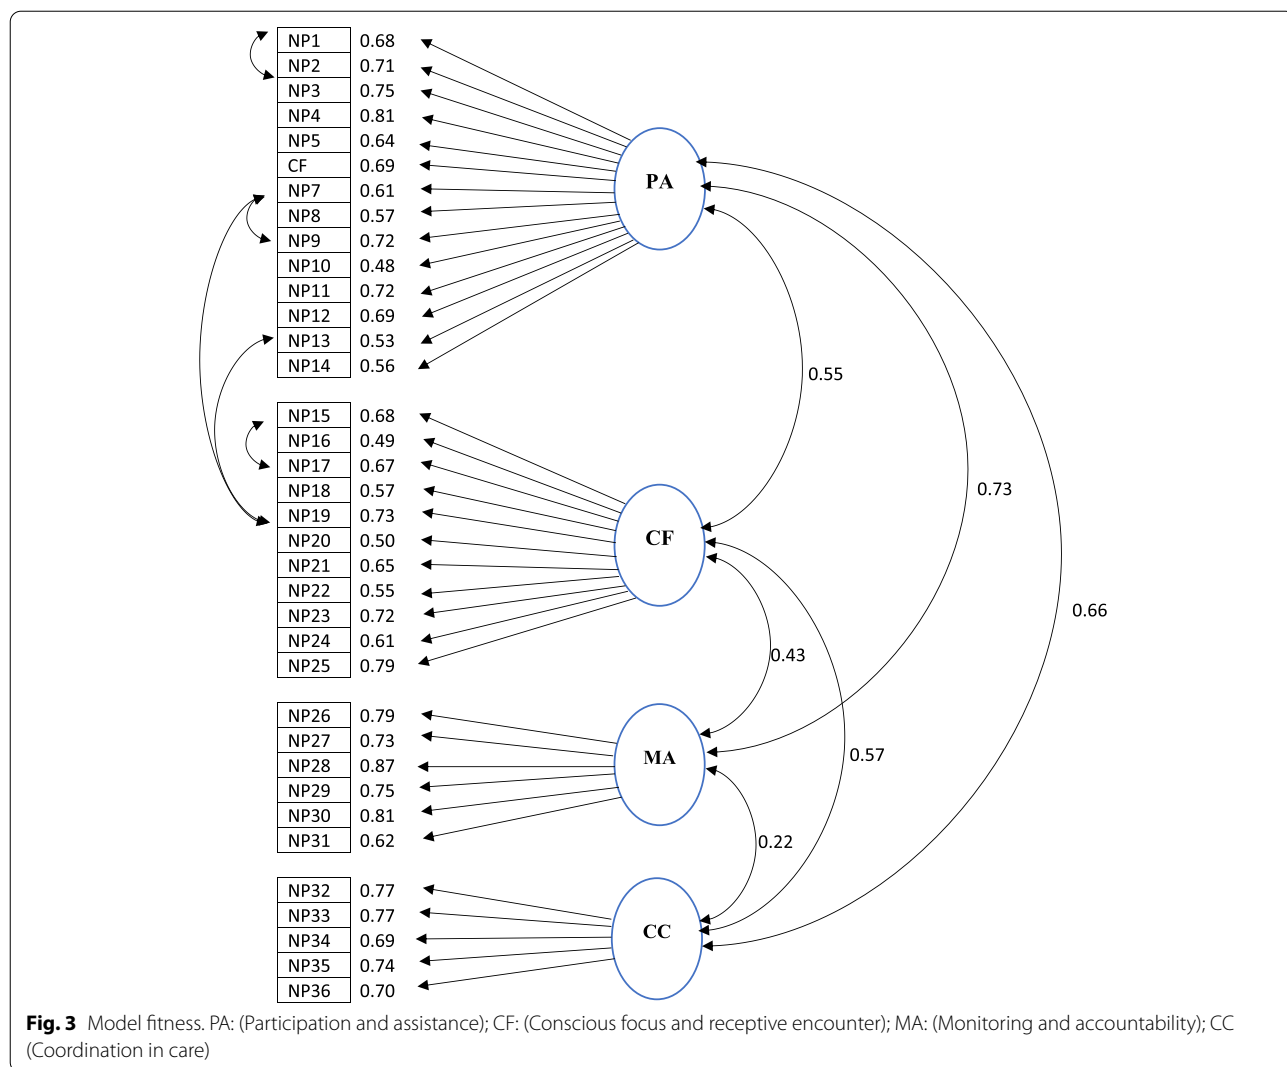 NP1 0.68
NP2 0.71
NP3 0.75
NP4 0.81
NP5 0.64
CF 0.69
NP7 0.61
NP8 0.57
NP9 0.72
NP10 0.48
NP11 0.72
NP12 0.69
NP13 0.53
NP14 0.56
PA
0.55
NP15 0.68
NP16 0.49
NP17 0.67
NP18 0.57
NP19 0.73
NP20 0.50
NP21 0.65
NP22 0.55
NP23 0.72
NP24 0.61
NP25 0.79
CF
0.73
0.66
0.43
NP26 0.79
NP27 0.73
NP28 0.87
NP29 0.75
NP30 0.81
NP31 0.62
MA
0.57
0.22
NP32 0.77
NP33 0.77
NP34 0.69
NP35 0.74
NP36 0.70
CC
Fig. 3 Model fitness. PA: (Participation and assistance); CF: (Conscious focus and receptive encounter); MA: (Monitoring and accountability); CC
(Coordination in care)